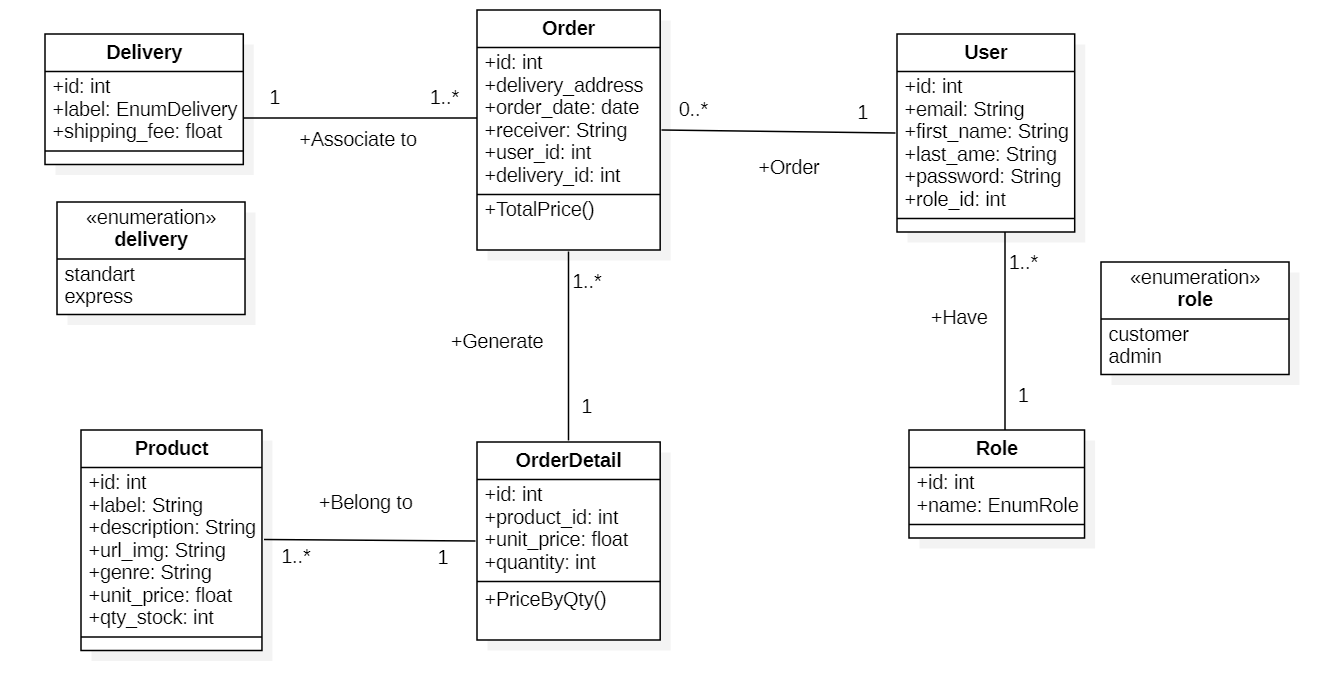 Delivery
+id: int
+label: EnumDelivery
+shipping_fee: float
1
1..*
+Associate to
Order
+id: int
+delivery_address
+order_date: date
+receiver: String
+user_id: int
+delivery_id: int
+TotalPrice()
0..*
1
+Order
User
+id: int
+email: String
+first_name: String
+last_ame: String
+password: String
+role_id: int
«enumeration»
delivery
standart
express
1..*
+Generate
1
1..*
+Have
1
«enumeration»
role
customer
admin
Product
+id: int
+label: String
+description: String
+url_img: String
+genre: String
+unit_price: float
+qty_stock: int
+Belong to
1..*
1
OrderDetail
+id: int
+product_id: int
+unit_price: float
+quantity: int
+PriceByQty()
Role
+id: int
+name: EnumRole